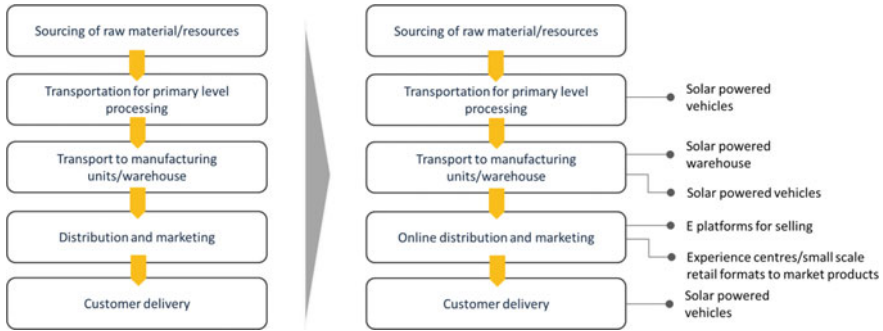 Sourcing of raw material/resources
Transportation for primary level
processing
Transport to manufacturing
units/warehouse
Distribution and marketing
Customer delivery
Sourcing of raw material/resources
Transportation for primary level
processing
Transport to manufacturing
units/warehouse
Online distribution and marketing
Customer delivery
Solar powered
vehicles
Solar powered
warehouse
Solar powered vehicles
E platforms for selling
Experience centres/small scale
retail formats to market products
Solar powered
vehicles